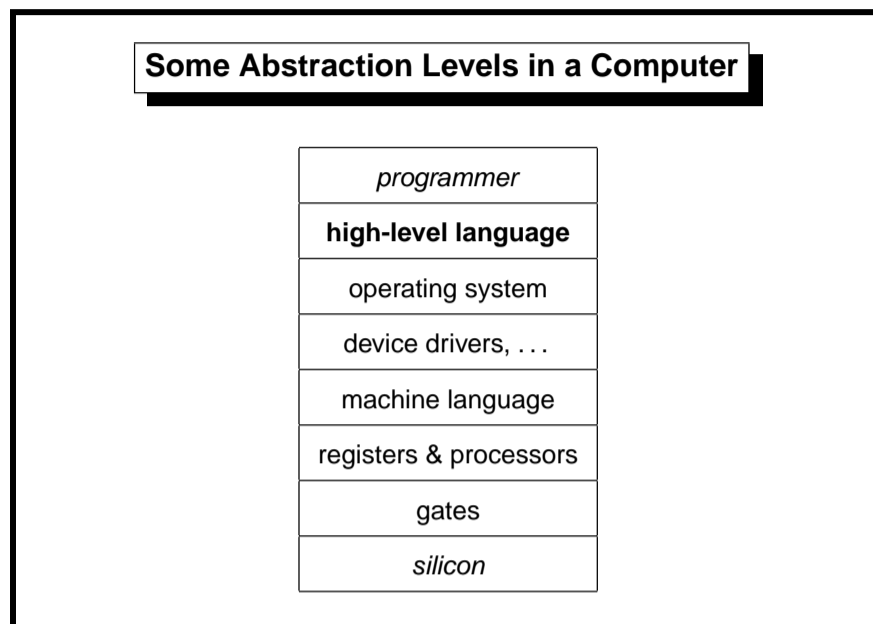 Some Abstraction Levels in a Computer
programmer
high-level language
operating system
device drivers, . . .
machine language
registers & processors
gates
silicon